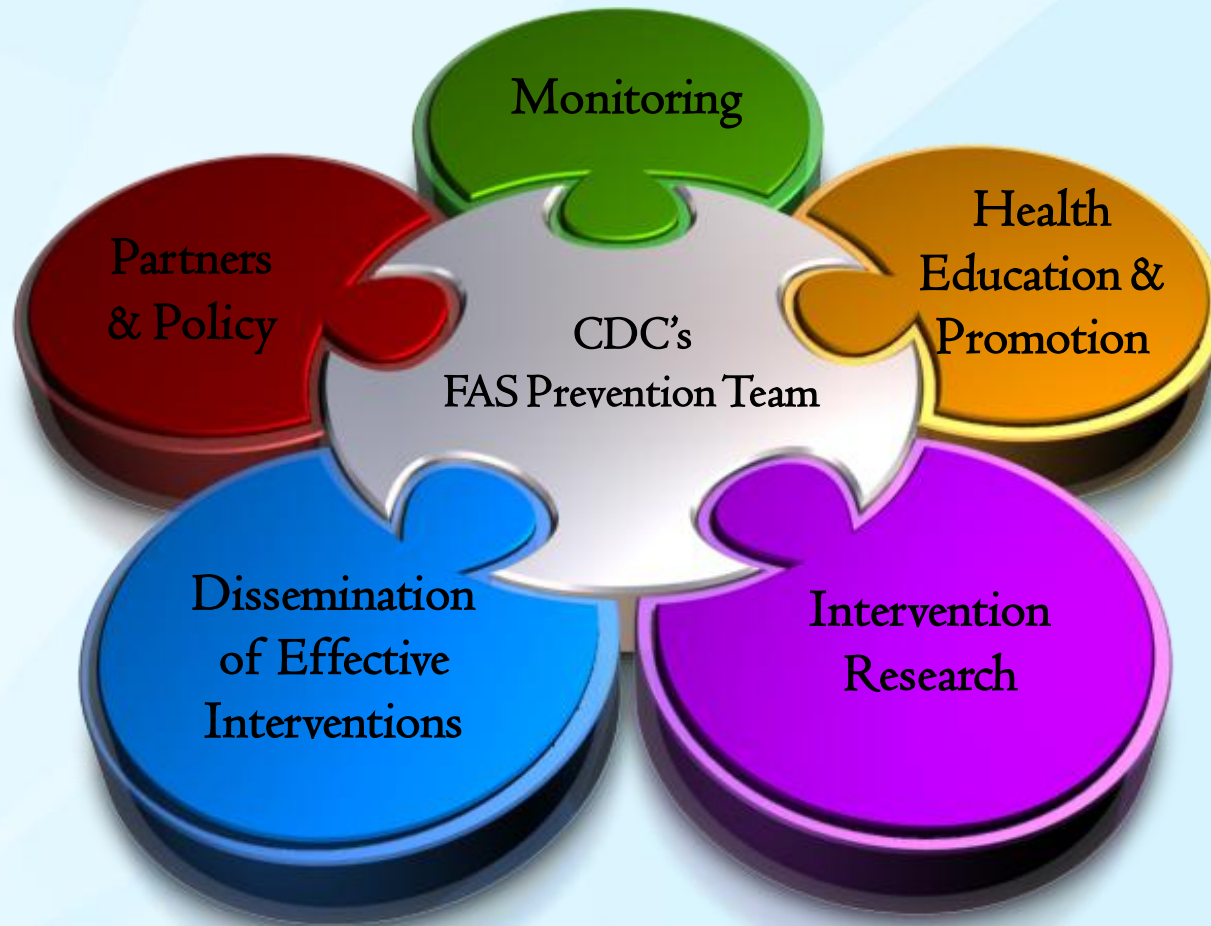 Monitoring
Health
Education &
Promotion
Partners
& Policy
CDC's
FAS Prevention Team
Dissemination
of Effective
Interventions
Intervention
Research